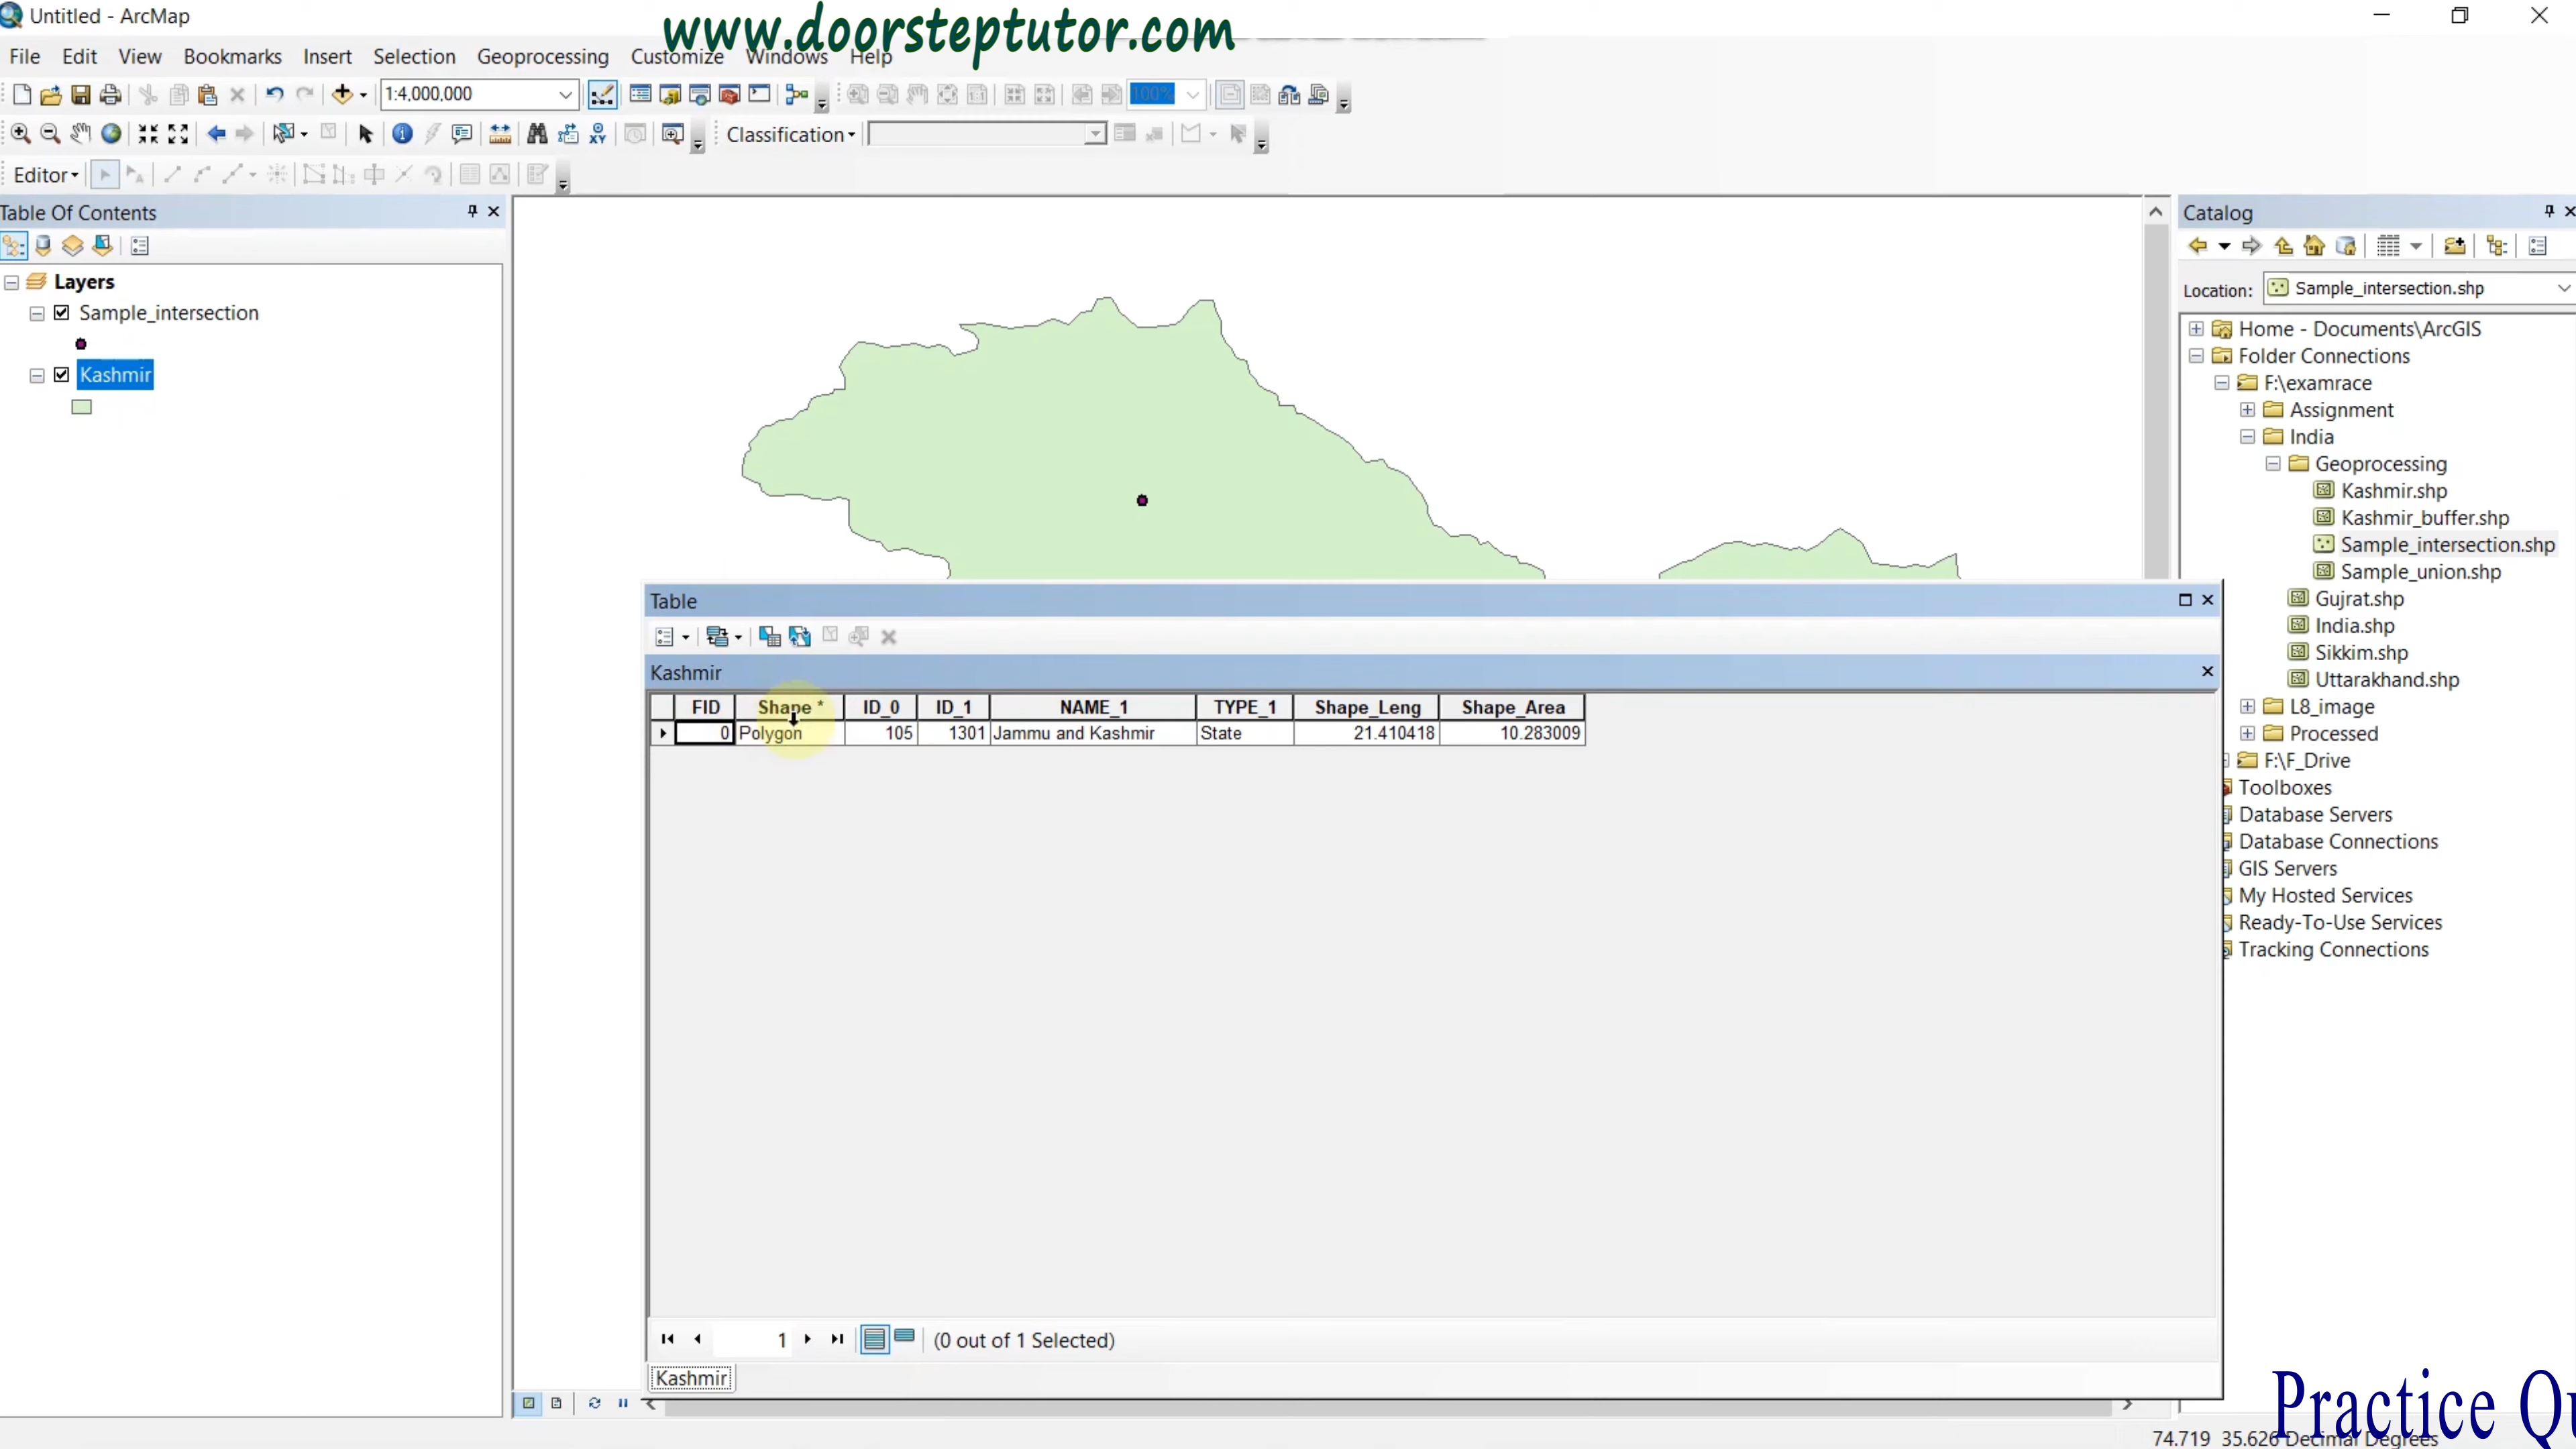 Untitled - ArcMap
www.doorsteptutor.com
File Edit View Bookmarks Insert Selection Geoprocessing Customize Windows Help
1:4,000,000
100%
Classification
Editor
Table Of Contents
Layers
Sample_intersection
Kashmir
Table
Kashmir
FID Shape * ID_0 ID_1 NAME_1 TYPE_1 Shape_Leng Shape_Area
0 Polygon 105 1301 Jammu and Kashmir State 21.410418 10.283009
1 (0 out of 1 Selected)
Kashmir
Catalog
Location: Sample_intersection.shp
Home - Documents\ArcGIS
Folder Connections
F:\examrace
Assignment
India
Geoprocessing
Kashmir.shp
Kashmir_buffer.shp
Sample_intersection.shp
Sample_union.shp
Gujrat.shp
India.shp
Sikkim.shp
Uttarakhand.shp
L8_image
Processed
F:\F_Drive
Toolboxes
Database Servers
Database Connections
GIS Servers
My Hosted Services
Ready-To-Use Services
Tracking Connections
Practice Qu
74.719 35.626 Decimal Degrees